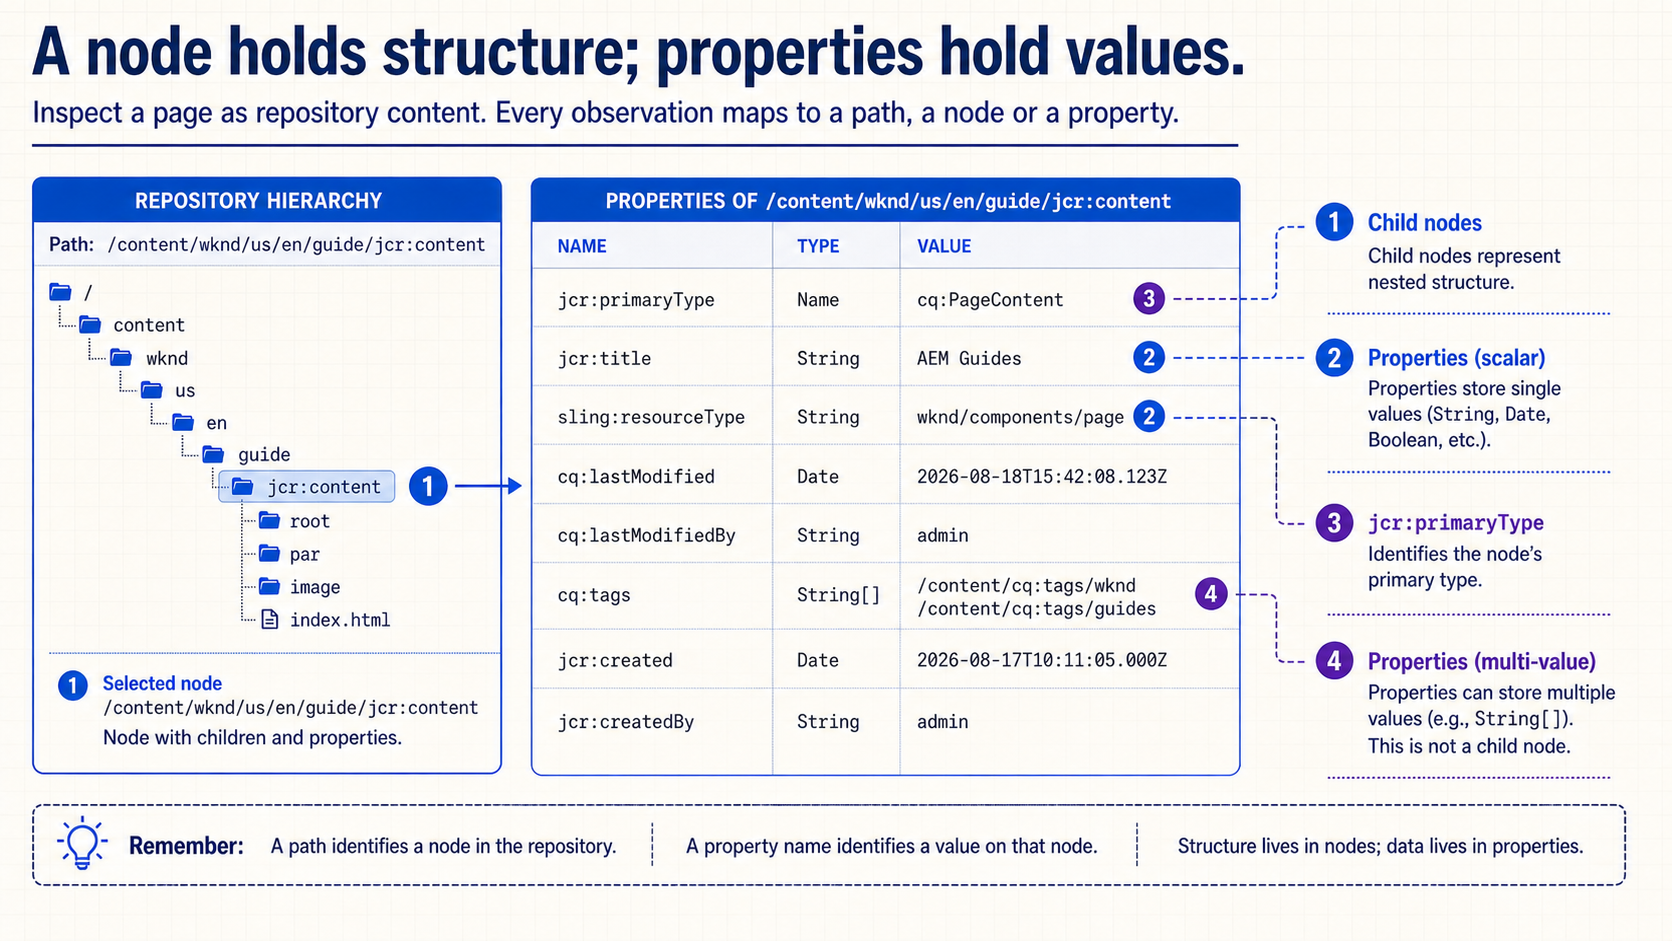 A node holds structure; properties hold values.
Inspect a page as repository content. Every observation maps to a path, a node or a property.
REPOSITORY HIERARCHY
Path: /content/wknd/us/en/guide/jcr:content
/
content
wknd
us
en
guide
jcr:content
1
root
par
image
index.html
1 Selected node
/content/wknd/us/en/guide/jcr:content
Node with children and properties.
PROPERTIES OF /content/wknd/us/en/guide/jcr:content
NAME TYPE VALUE
jcr:primaryType Name cq:PageContent 3
jcr:title String AEM Guides 2
sling:resourceType String wknd/components/page 2
cq:lastModified Date 2026-08-18T15:42:08.123Z
cq:lastModifiedBy String admin
cq:tags String[] /content/cq:tags/wknd
/content/cq:tags/guides
4
jcr:created Date 2026-08-17T10:11:05.000Z
jcr:createdBy String admin
1 Child nodes
Child nodes represent
nested structure.
2 Properties (scalar)
Properties store single
values (String, Date,
Boolean, etc.).
3 jcr:primaryType
Identifies the node's
primary type.
4 Properties (multi-value)
Properties can store multiple
values (e.g., String[]).
This is not a child node.
Remember: A path identifies a node in the repository.
A property name identifies a value on that node.
Structure lives in nodes; data lives in properties.